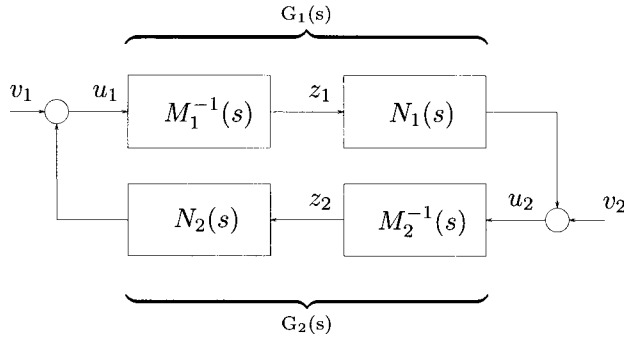 G₁(s)
v₁ u₁ M₁⁻¹(s) z₁ N₁(s)
N₂(s) z₂ M₂⁻¹(s) u₂ v₂
G₂(s)